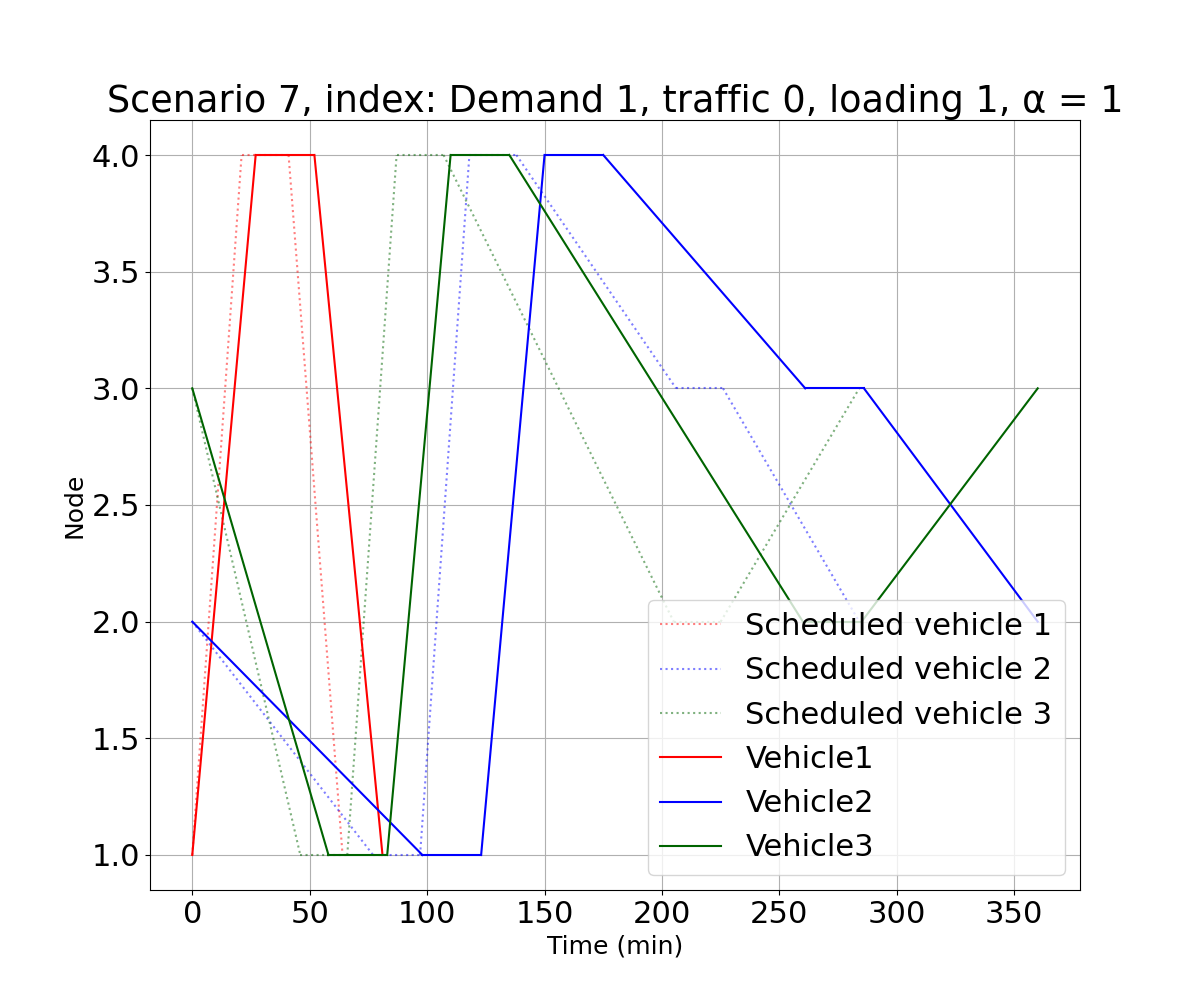 Scenario 7, index: Demand 1, traffic 0, loading 1, α = 1
4.0
3.5
3.0
2.5
2.0
1.5
1.0
Node
Scheduled vehicle 1
Scheduled vehicle 2
Scheduled vehicle 3
Vehicle1
Vehicle2
Vehicle3
0 50 100 150 200 250 300 350
Time (min)